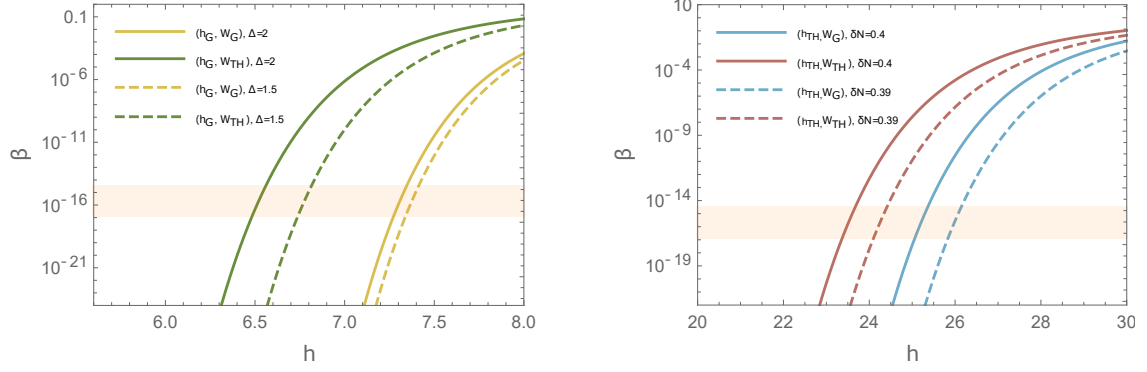 0.1
10^-6
10^-11
10^-16
10^-21
β
(h_G, W_G), Δ=2
(h_G, W_TH), Δ=2
(h_G, W_G), Δ=1.5
(h_G, W_TH), Δ=1.5
6.0 6.5 7.0 7.5 8.0
h
10
10^-4
10^-9
10^-14
10^-19
β
(h_TH, W_G), δN=0.4
(h_TH, W_TH), δN=0.4
(h_TH, W_G), δN=0.39
(h_TH, W_TH), δN=0.39
20 22 24 26 28 30
h